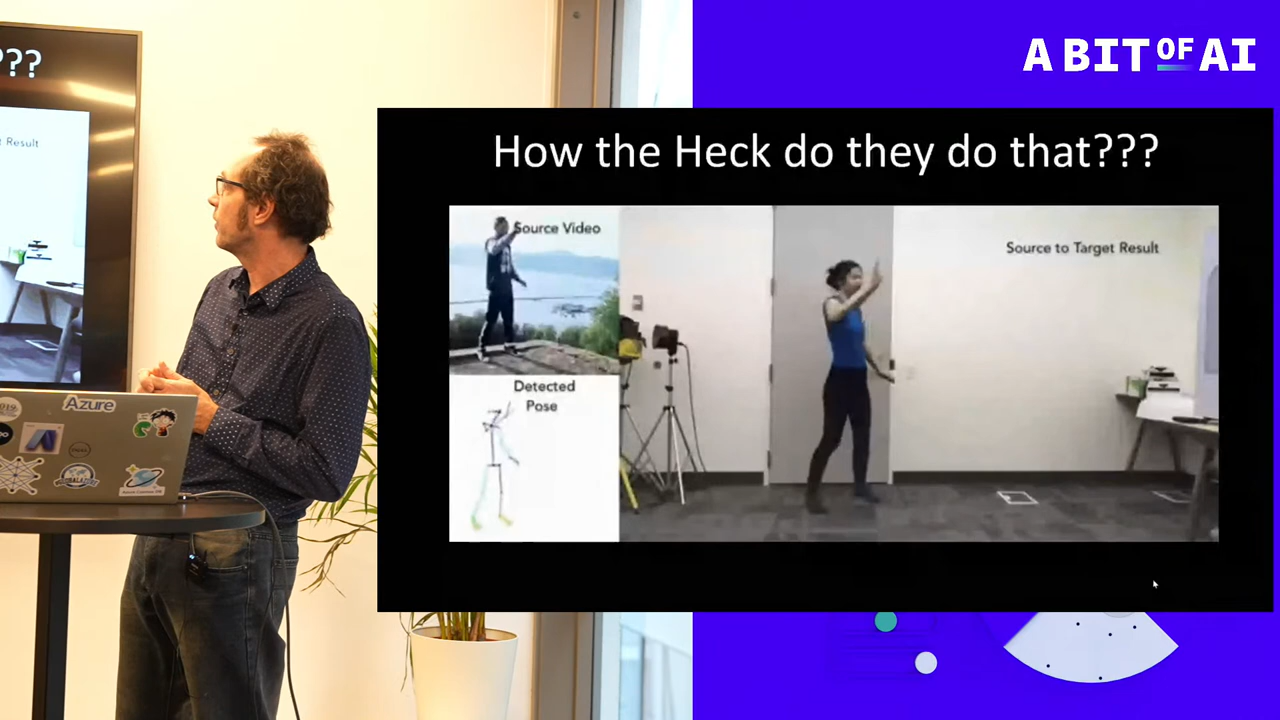 ???
t Result
Azure
A BIT OF AI
How the Heck do they do that???
Source Video
Source to Target Result
Detected
Pose